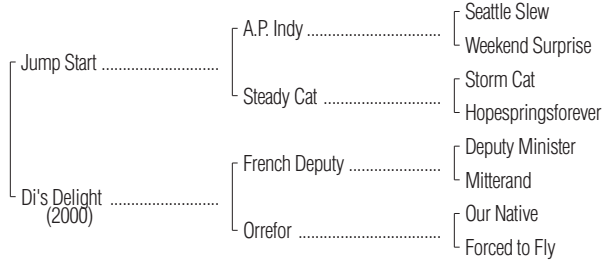 Seattle Slew
A.P. Indy
Weekend Surprise
Jump Start
Storm Cat
Steady Cat
Hopespringsforever
Deputy Minister
French Deputy
Mitterand
Di's Delight
(2000)
Our Native
Orrefor
Forced to Fly